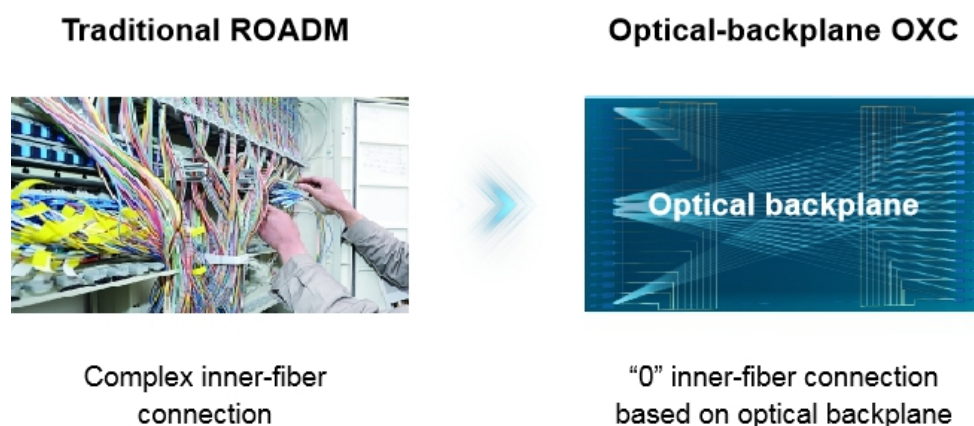 Traditional ROADM
Optical-backplane OXC
Optical backplane
Complex inner-fiber
connection
“0” inner-fiber connection
based on optical backplane